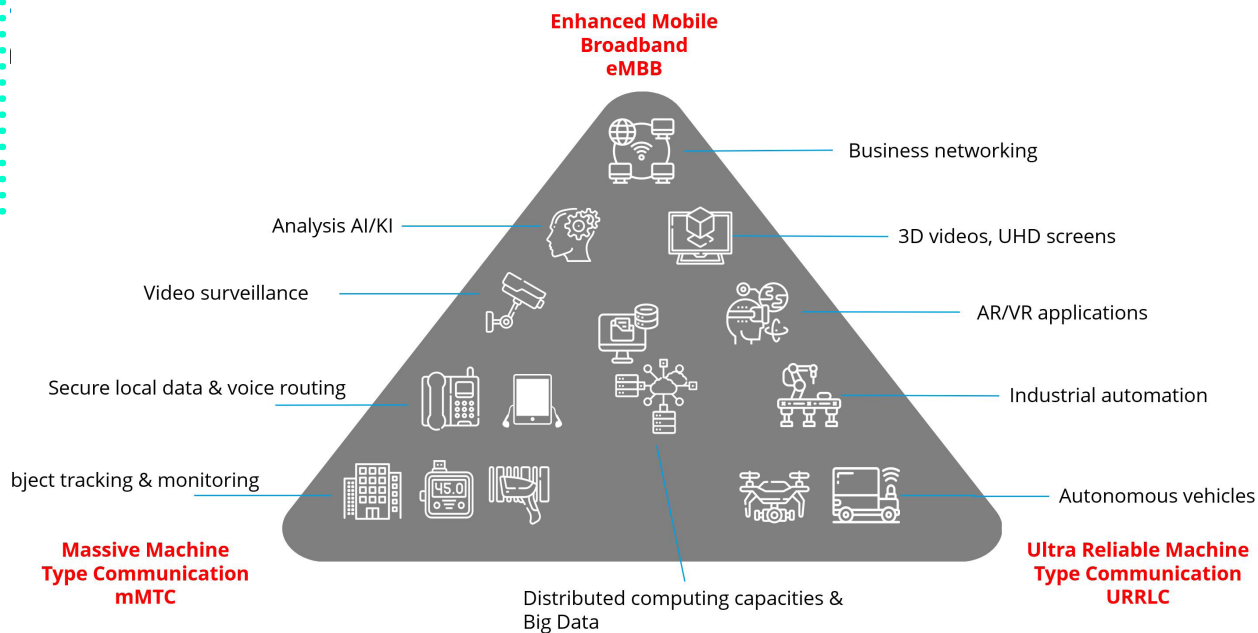 Enhanced Mobile
Broadband
eMBB
Business networking
Analysis AI/KI
3D videos, UHD screens
Video surveillance
AR/VR applications
Secure local data & voice routing
Industrial automation
bject tracking & monitoring
45.0
Autonomous vehicles
Massive Machine
Type Communication
mMTC
Ultra Reliable Machine
Type Communication
URRLC
Distributed computing capacities &
Big Data